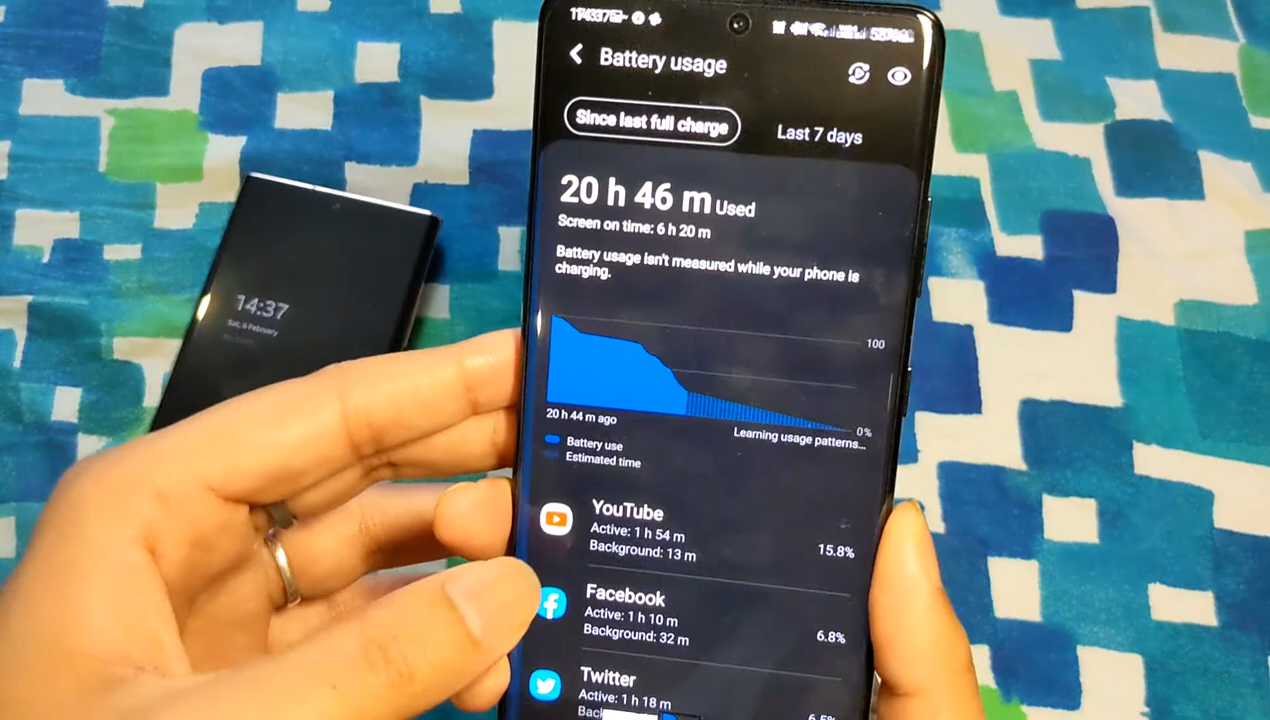 Battery usage
Since last full charge
Last 7 days
20 h 46 m Used
Screen on time: 6 h 20 m
Battery usage isn't measured while your phone is
charging.
100
20 h 44 m ago
0%
Learning usage patterns...
Battery use
Estimated time
YouTube
Active: 1 h 54 m
Background: 13 m
15.8%
Facebook
Active: 1 h 10 m
Background: 32 m
6.8%
Twitter
Active: 1 h 18 m
14:37
Sat, 6 February